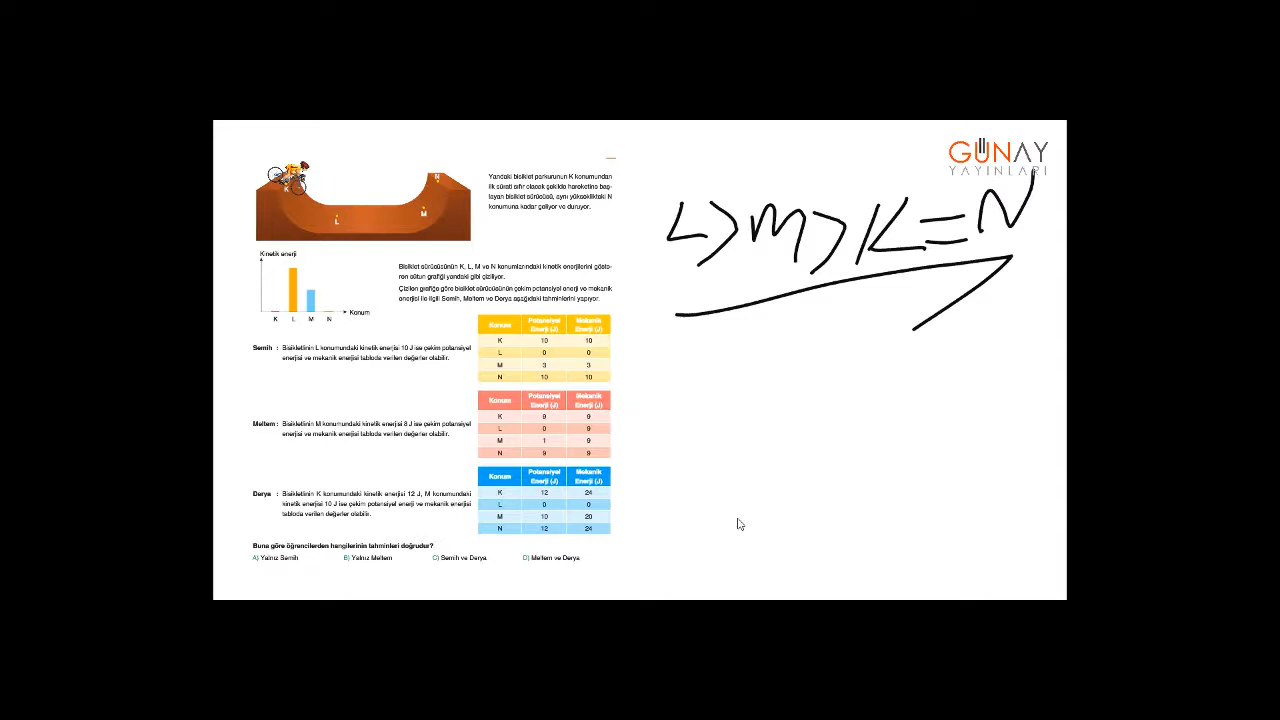 GÜNAY
YAYINLARI
L>M>K=N
K
L
M
N
Yandaki bisiklet parkurunun K konumundan
ilk sürati sıfır olacak şekilde hareketine baş-
layan bisiklet sürücüsü, aynı yükseklikteki N
konumuna kadar geliyor ve duruyor.
Kinetik enerji
K L M N
Konum
Bisiklet sürücüsünün K, L, M ve N konumlarındaki kinetik enerjilerini göste-
ren sütun grafiği yandaki gibi çiziliyor.
Çizilen grafiğe göre bisiklet sürücüsünün çekim potansiyel enerji ve mekanik
enerjisi ile ilgili Semih, Meltem ve Derya aşağıdaki tahminlerini yapıyor.
Semih : Bisikletlinin L konumundaki kinetik enerjisi 10 J ise çekim potansiyel
enerjisi ve mekanik enerjisi tabloda verilen değerler olabilir.
Konum Potansiyel Enerji (J) Mekanik Enerji (J)
K 10 10
L 0 0
M 3 3
N 10 10
Meltem : Bisikletlinin M konumundaki kinetik enerjisi 8 J ise çekim potansiyel
enerjisi ve mekanik enerjisi tabloda verilen değerler olabilir.
Konum Potansiyel Enerji (J) Mekanik Enerji (J)
K 9 9
L 0 9
M 1 9
N 9 9
Derya : Bisikletlinin K konumundaki kinetik enerjisi 12 J, M konumundaki
kinetik enerjisi 10 J ise çekim potansiyel enerji ve mekanik enerjisi
tabloda verilen değerler olabilir.
Konum Potansiyel Enerji (J) Mekanik Enerji (J)
K 12 24
L 0 0
M 10 20
N 12 24
Buna göre öğrencilerden hangilerinin tahminleri doğrudur?
A) Yalnız Semih B) Yalnız Meltem C) Semih ve Derya D) Meltem ve Derya